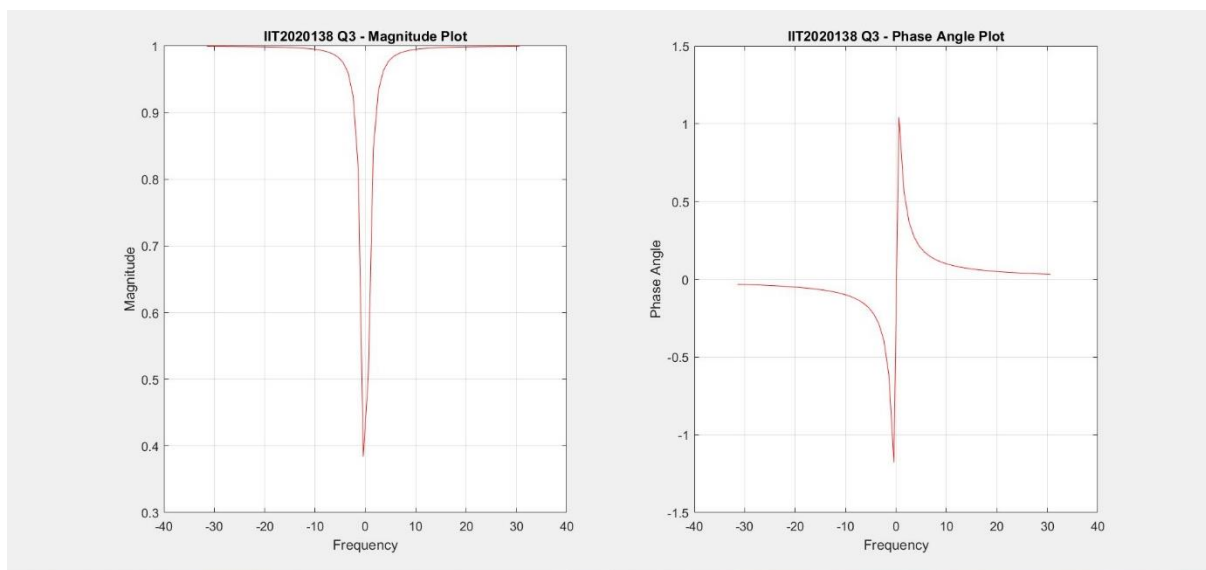 IIT2020138 Q3 - Magnitude Plot
1
0.9
0.8
0.7
0.6
0.5
0.4
0.3
Magnitude
-40 -30 -20 -10 0 10 20 30 40
Frequency
IIT2020138 Q3 - Phase Angle Plot
1.5
1
0.5
0
-0.5
-1
-1.5
Phase Angle
-40 -30 -20 -10 0 10 20 30 40
Frequency